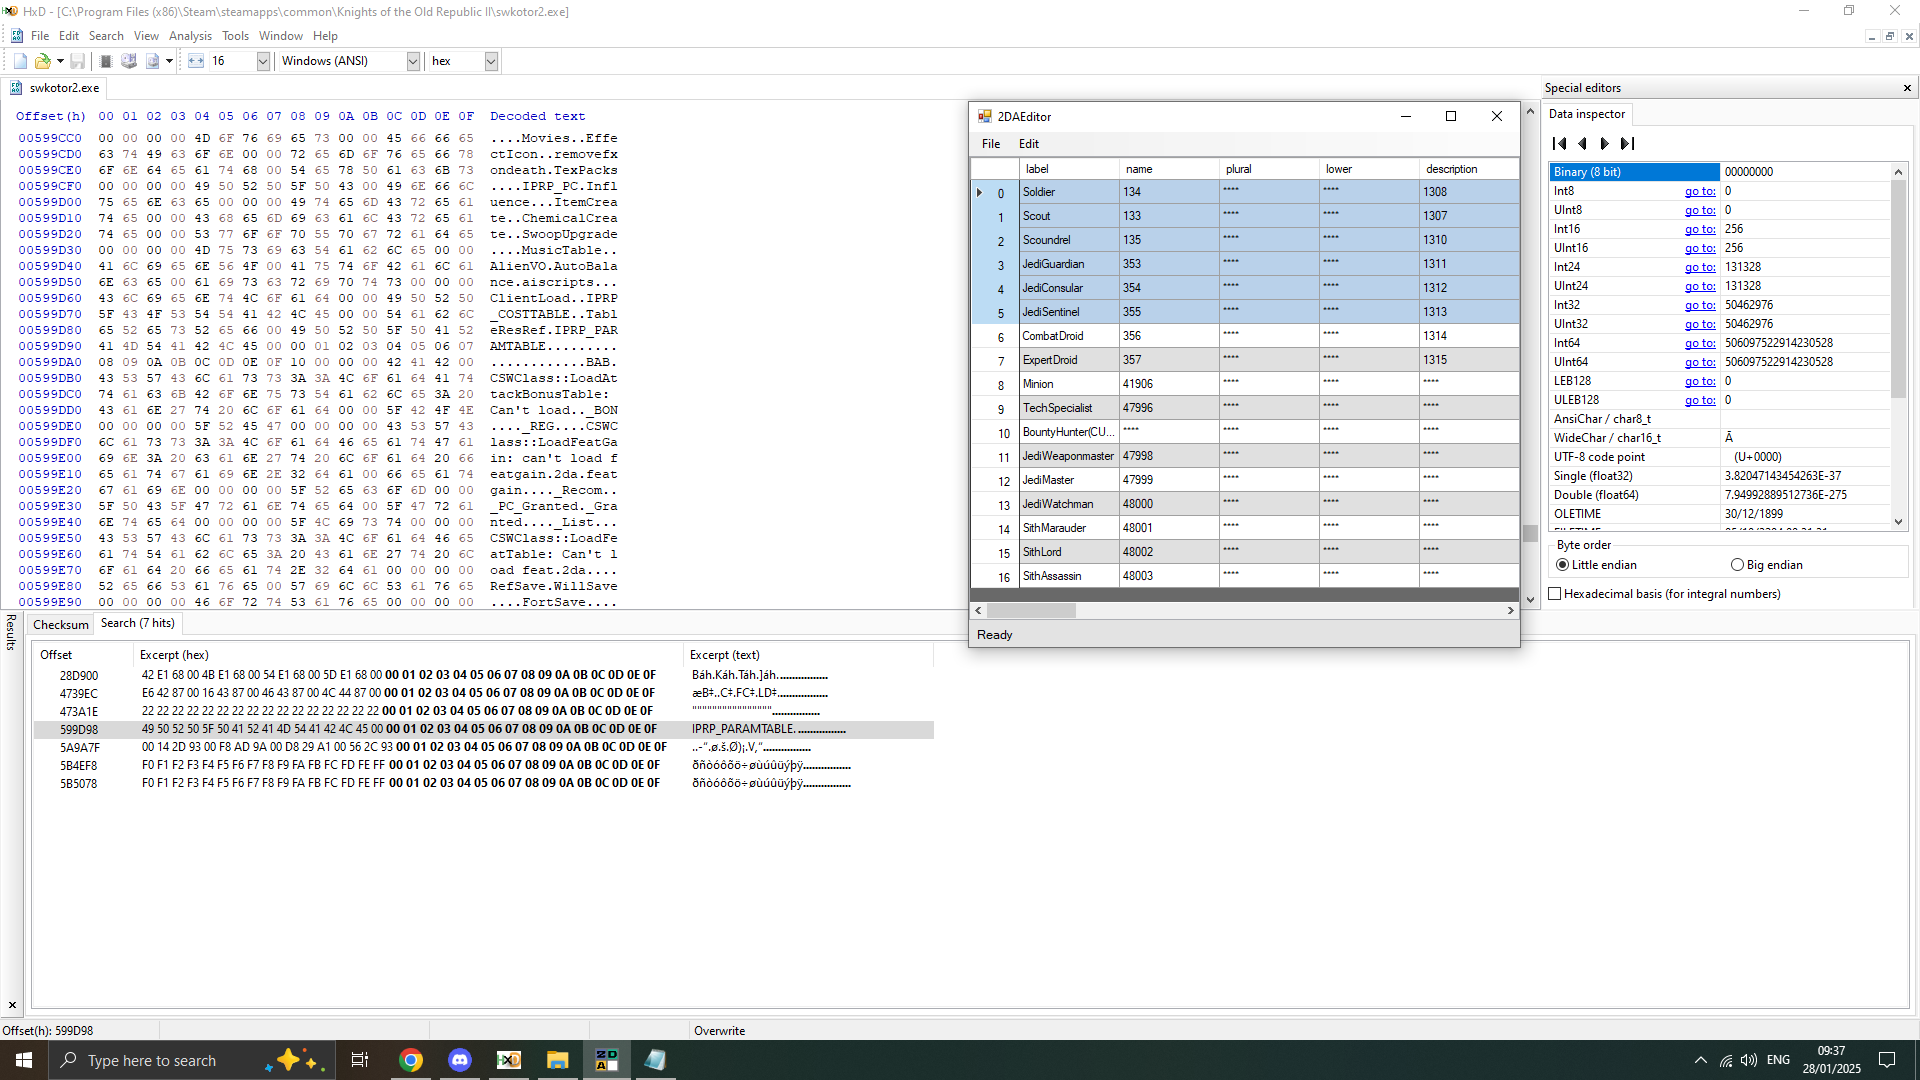 HxD - [C:\Program Files (x86)\Steam\steamapps\common\Knights of the Old Republic II\swkotor2.exe]
File Edit Search View Analysis Tools Window Help
16 Windows (ANSI) hex
swkotor2.exe
Offset(h) 00 01 02 03 04 05 06 07 08 09 0A 0B 0C 0D 0E 0F Decoded text
00599CC0 00 00 00 00 4D 6F 76 69 65 73 00 00 45 66 66 65 ....Movies..Effe
00599CD0 63 74 49 63 6F 6E 00 00 72 65 6D 6F 76 65 66 78 ctIcon..removefx
00599CE0 6F 6E 64 65 61 74 68 00 54 65 78 50 61 63 6B 73 ondeath.TexPacks
00599CF0 00 00 00 00 49 50 52 50 5F 50 43 00 49 6E 66 6C ....IPRP_PC.Infl
00599D00 75 65 6E 63 65 00 00 00 49 74 65 6D 43 72 65 61 uence...ItemCrea
00599D10 74 65 00 00 43 68 65 6D 69 63 61 6C 43 72 65 61 te..ChemicalCrea
00599D20 74 65 00 00 53 77 6F 6F 70 55 70 67 72 61 64 65 te..SwoopUpgrade
00599D30 00 00 00 00 4D 75 73 69 63 54 61 62 6C 65 00 00 ....MusicTable..
00599D40 41 6C 69 65 6E 56 4F 00 41 75 74 6F 42 61 6C 61 AlienVO.AutoBala
00599D50 6E 63 65 00 61 69 73 63 72 69 70 74 73 00 00 00 nce.aiscripts...
00599D60 43 6C 69 65 6E 74 4C 6F 61 64 00 00 49 50 52 50 ClientLoad..IPRP
00599D70 5F 43 4F 53 54 54 41 42 4C 45 00 00 54 61 62 6C _COSTTABLE..Tabl
00599D80 65 52 65 73 52 65 66 00 49 50 52 50 5F 50 41 52 eResRef.IPRP_PAR
00599D90 41 4D 54 41 42 4C 45 00 00 01 02 03 04 05 06 07 AMTABLE.........
00599DA0 08 09 0A 0B 0C 0D 0E 0F 10 00 00 00 42 41 42 00 ............BAB.
00599DB0 43 53 57 43 6C 61 73 73 3A 3A 4C 6F 61 64 41 74 CSWClass::LoadAt
00599DC0 74 61 63 6B 42 6F 6E 75 73 54 61 62 6C 65 3A 20 tackBonusTable:
00599DD0 43 61 6E 27 74 20 6C 6F 61 64 00 00 5F 42 4F 4E Can't load.._BON
00599DE0 00 00 00 00 5F 52 45 47 00 00 00 00 43 53 57 43 ...._REG....CSWC
00599DF0 6C 61 73 73 3A 3A 4C 6F 61 64 46 65 61 74 47 61 lass::LoadFeatGa
00599E00 69 6E 3A 20 63 61 6E 27 74 20 6C 6F 61 64 20 66 in: can't load f
00599E10 65 61 74 67 61 69 6E 2E 32 64 61 00 66 65 61 74 eatgain.2da.feat
00599E20 67 61 69 6E 00 00 00 00 5F 52 65 63 6F 6D 00 00 gain...._Recom..
00599E30 5F 50 43 5F 47 72 61 6E 74 65 64 00 5F 47 72 61 _PC_Granted._Gra
00599E40 6E 74 65 64 00 00 00 00 5F 4C 69 73 74 00 00 00 nted...._List...
00599E50 43 53 57 43 6C 61 73 73 3A 3A 4C 6F 61 64 46 65 CSWClass::LoadFe
00599E60 61 74 54 61 62 6C 65 3A 20 43 61 6E 27 74 20 6C atTable: Can't l
00599E70 6F 61 64 20 66 65 61 74 2E 32 64 61 00 00 00 00 oad feat.2da....
00599E80 52 65 66 53 61 76 65 00 57 69 6C 6C 53 61 76 65 RefSave.WillSave
00599E90 00 00 00 00 46 6F 72 74 53 61 76 65 00 00 00 00 ....FortSave....
2DAEditor
File Edit
label name plural lower description
0 Soldier 134 **** **** 1308
1 Scout 133 **** **** 1307
2 Scoundrel 135 **** **** 1310
3 JediGuardian 353 **** **** 1311
4 JediConsular 354 **** **** 1312
5 JediSentinel 355 **** **** 1313
6 CombatDroid 356 **** **** 1314
7 ExpertDroid 357 **** **** 1315
8 Minion 41906 **** **** ****
9 TechSpecialist 47996 **** **** ****
10 BountyHunter(CU... **** **** **** ****
11 JediWeaponmaster 47998 **** **** ****
12 JediMaster 47999 **** **** ****
13 JediWatchman 48000 **** **** ****
14 SithMarauder 48001 **** **** ****
15 SithLord 48002 **** **** ****
16 SithAssassin 48003 **** **** ****
Ready
Special editors
Data inspector
Binary (8 bit) 00000000
Int8 go to: 0
UInt8 go to: 0
Int16 go to: 256
UInt16 go to: 256
Int24 go to: 131328
UInt24 go to: 131328
Int32 go to: 50462976
UInt32 go to: 50462976
Int64 go to: 506097522914230528
UInt64 go to: 506097522914230528
LEB128 go to: 0
ULEB128 go to: 0
AnsiChar / char8_t
WideChar / char16_t Ā
UTF-8 code point (U+0000)
Single (float32) 3.82047143454263E-37
Double (float64) 7.94992889512736E-275
OLETIME 30/12/1899
Byte order
Little endian Big endian
Hexadecimal basis (for integral numbers)
Results
Checksum Search (7 hits)
Offset Excerpt (hex) Excerpt (text)
28D900 42 E1 68 00 4B E1 68 00 54 E1 68 00 5D E1 68 00 00 01 02 03 04 05 06 07 08 09 0A 0B 0C 0D 0E 0F Báh.Káh.Táh.]áh.................
4739EC E6 42 87 00 16 43 87 00 46 43 87 00 4C 44 87 00 00 01 02 03 04 05 06 07 08 09 0A 0B 0C 0D 0E 0F æB‡..C‡.FC‡.LD‡.................
473A1E 22 22 22 22 22 22 22 22 22 22 22 22 22 22 22 22 00 01 02 03 04 05 06 07 08 09 0A 0B 0C 0D 0E 0F """"""""""""""""................
599D98 49 50 52 50 5F 50 41 52 41 4D 54 41 42 4C 45 00 00 01 02 03 04 05 06 07 08 09 0A 0B 0C 0D 0E 0F IPRP_PARAMTABLE.................
5A9A7F 00 14 2D 93 00 F8 AD 9A 00 D8 29 A1 00 56 2C 93 00 01 02 03 04 05 06 07 08 09 0A 0B 0C 0D 0E 0F ..-“.ø.š.Ø)¡.V,“................
5B4EF8 F0 F1 F2 F3 F4 F5 F6 F7 F8 F9 FA FB FC FD FE FF 00 01 02 03 04 05 06 07 08 09 0A 0B 0C 0D 0E 0F ðñòóôõö÷øùúûüýþÿ................
5B5078 F0 F1 F2 F3 F4 F5 F6 F7 F8 F9 FA FB FC FD FE FF 00 01 02 03 04 05 06 07 08 09 0A 0B 0C 0D 0E 0F ðñòóôõö÷øùúûüýþÿ................
Offset(h): 599D98 Overwrite
Type here to search
ENG
09:37
28/01/2025